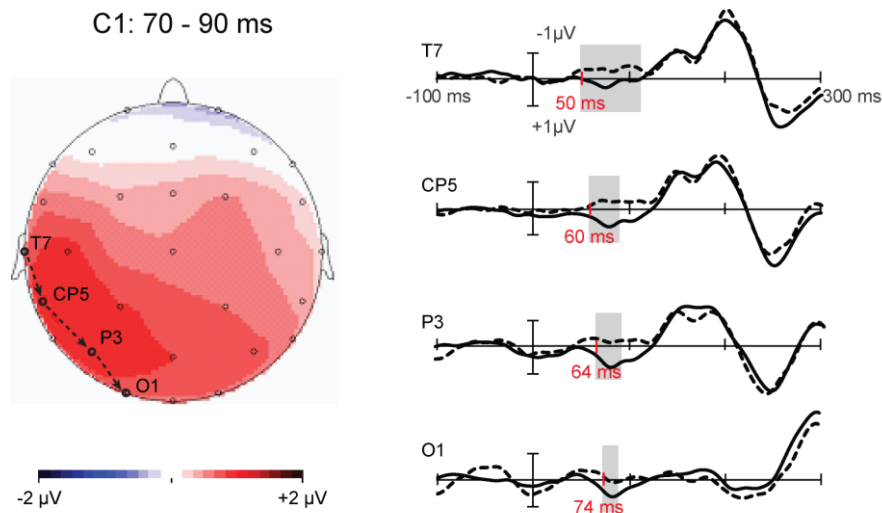 C1: 70 - 90 ms
T7
CP5
P3
O1
-2 µV
+2 µV
T7
-1µV
-100 ms
50 ms
300 ms
+1µV
CP5
60 ms
P3
64 ms
O1
74 ms